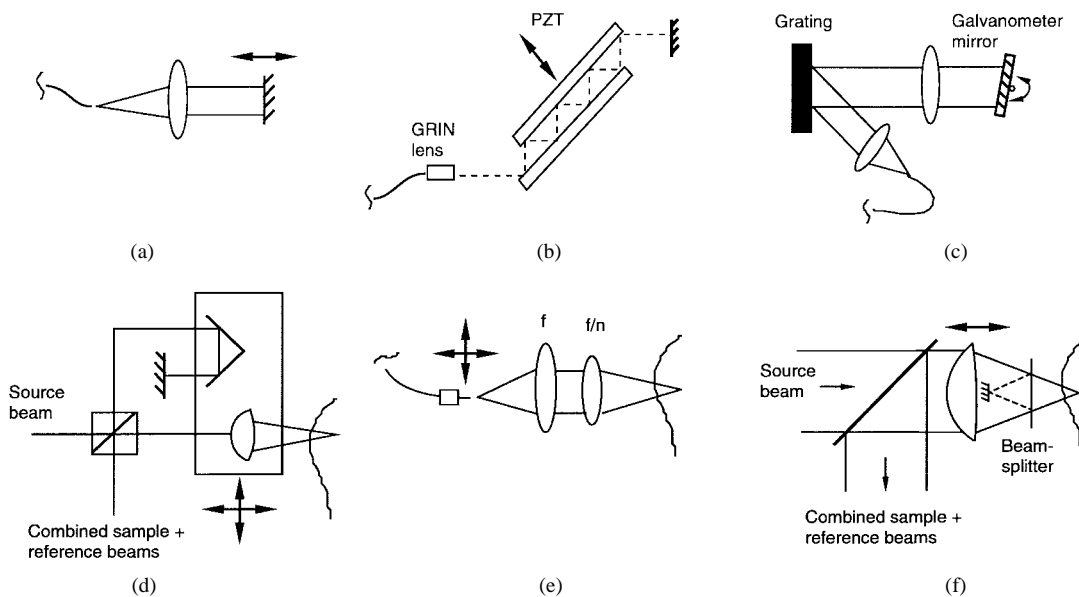 PZT
GRIN
lens
Grating
Galvanometer
mirror
(a)
(b)
(c)
Source
beam
Combined sample +
reference beams
(d)
f
f/n
(e)
Source
beam
Beam-
splitter
Combined sample +
reference beams
(f)